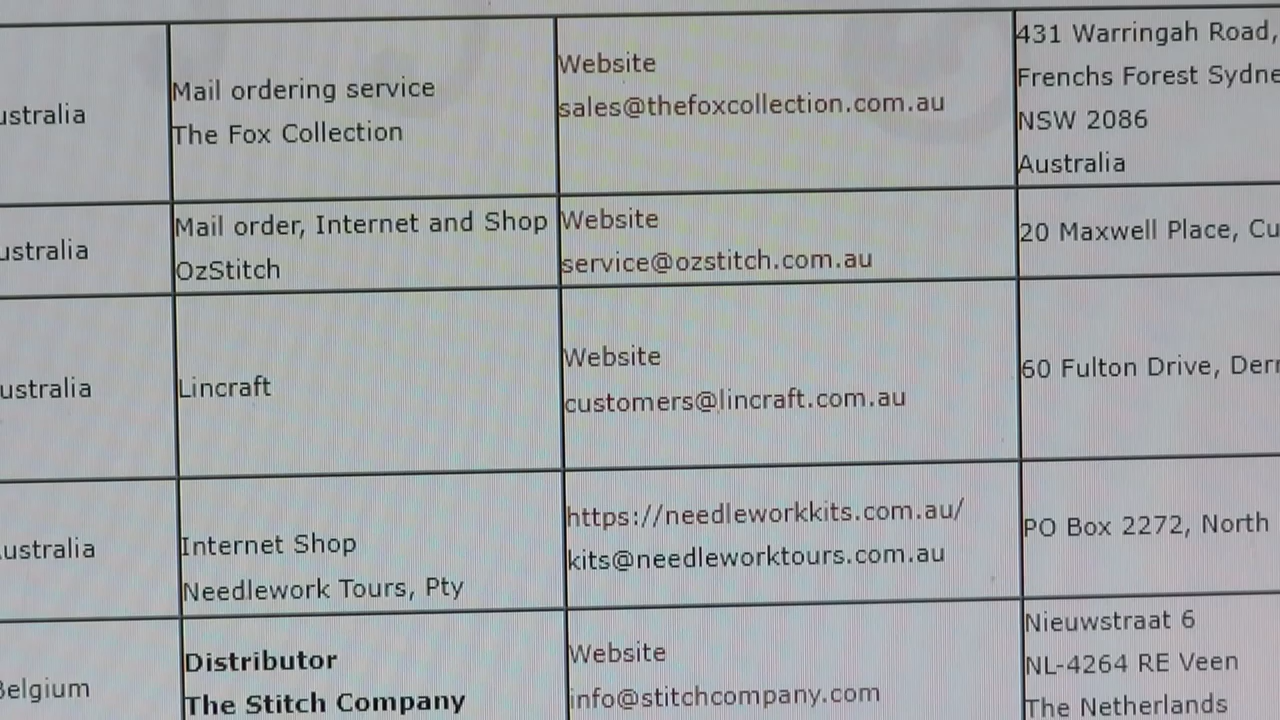 ustralia
Mail ordering service
The Fox Collection
Website
sales@thefoxcollection.com.au
431 Warringah Road,
Frenchs Forest Sydne
NSW 2086
Australia
ustralia
Mail order, Internet and Shop
OzStitch
Website
service@ozstitch.com.au
20 Maxwell Place, Cu
ustralia
Lincraft
Website
customers@lincraft.com.au
60 Fulton Drive, Derr
ustralia
Internet Shop
Needlework Tours, Pty
https://needleworkkits.com.au/
kits@needleworktours.com.au
PO Box 2272, North
Belgium
Distributor
The Stitch Company
Website
info@stitchcompany.com
Nieuwstraat 6
NL-4264 RE Veen
The Netherlands